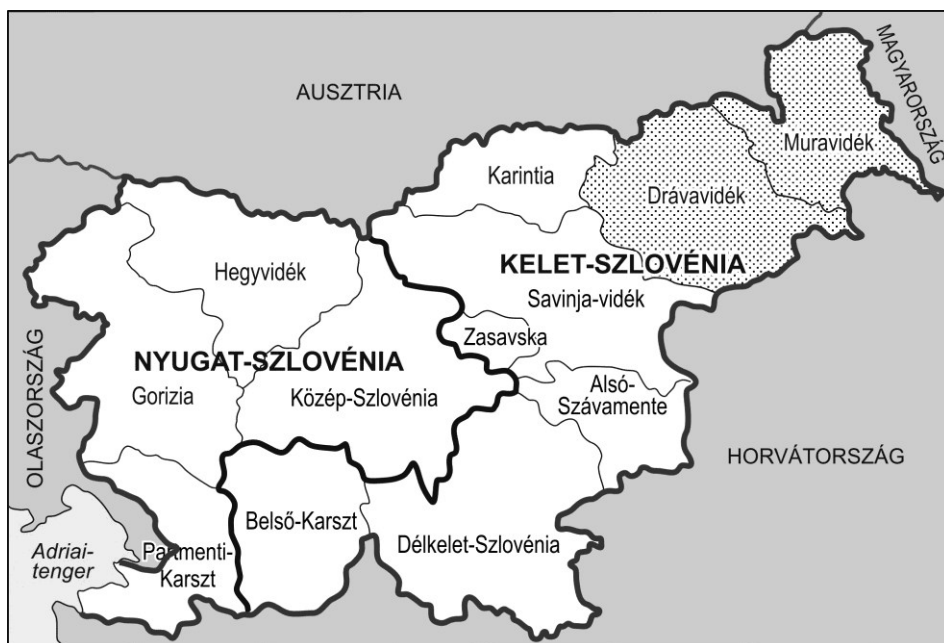 AUSZTRIA
MAGYARORSZÁG
Muravidék
Karintia
Drávavidék
Hegyvidék
KELET-SZLOVÉNIA
Savinja-vidék
Zasavska
NYUGAT-SZLOVÉNIA
Gorizia
Közép-Szlovénia
Alsó-
Szávamente
OLASZORSZÁG
HORVÁTORSZÁG
Belső-Karszt
Délkelet-Szlovénia
Adriai-
tenger
Partmenti-
Karszt